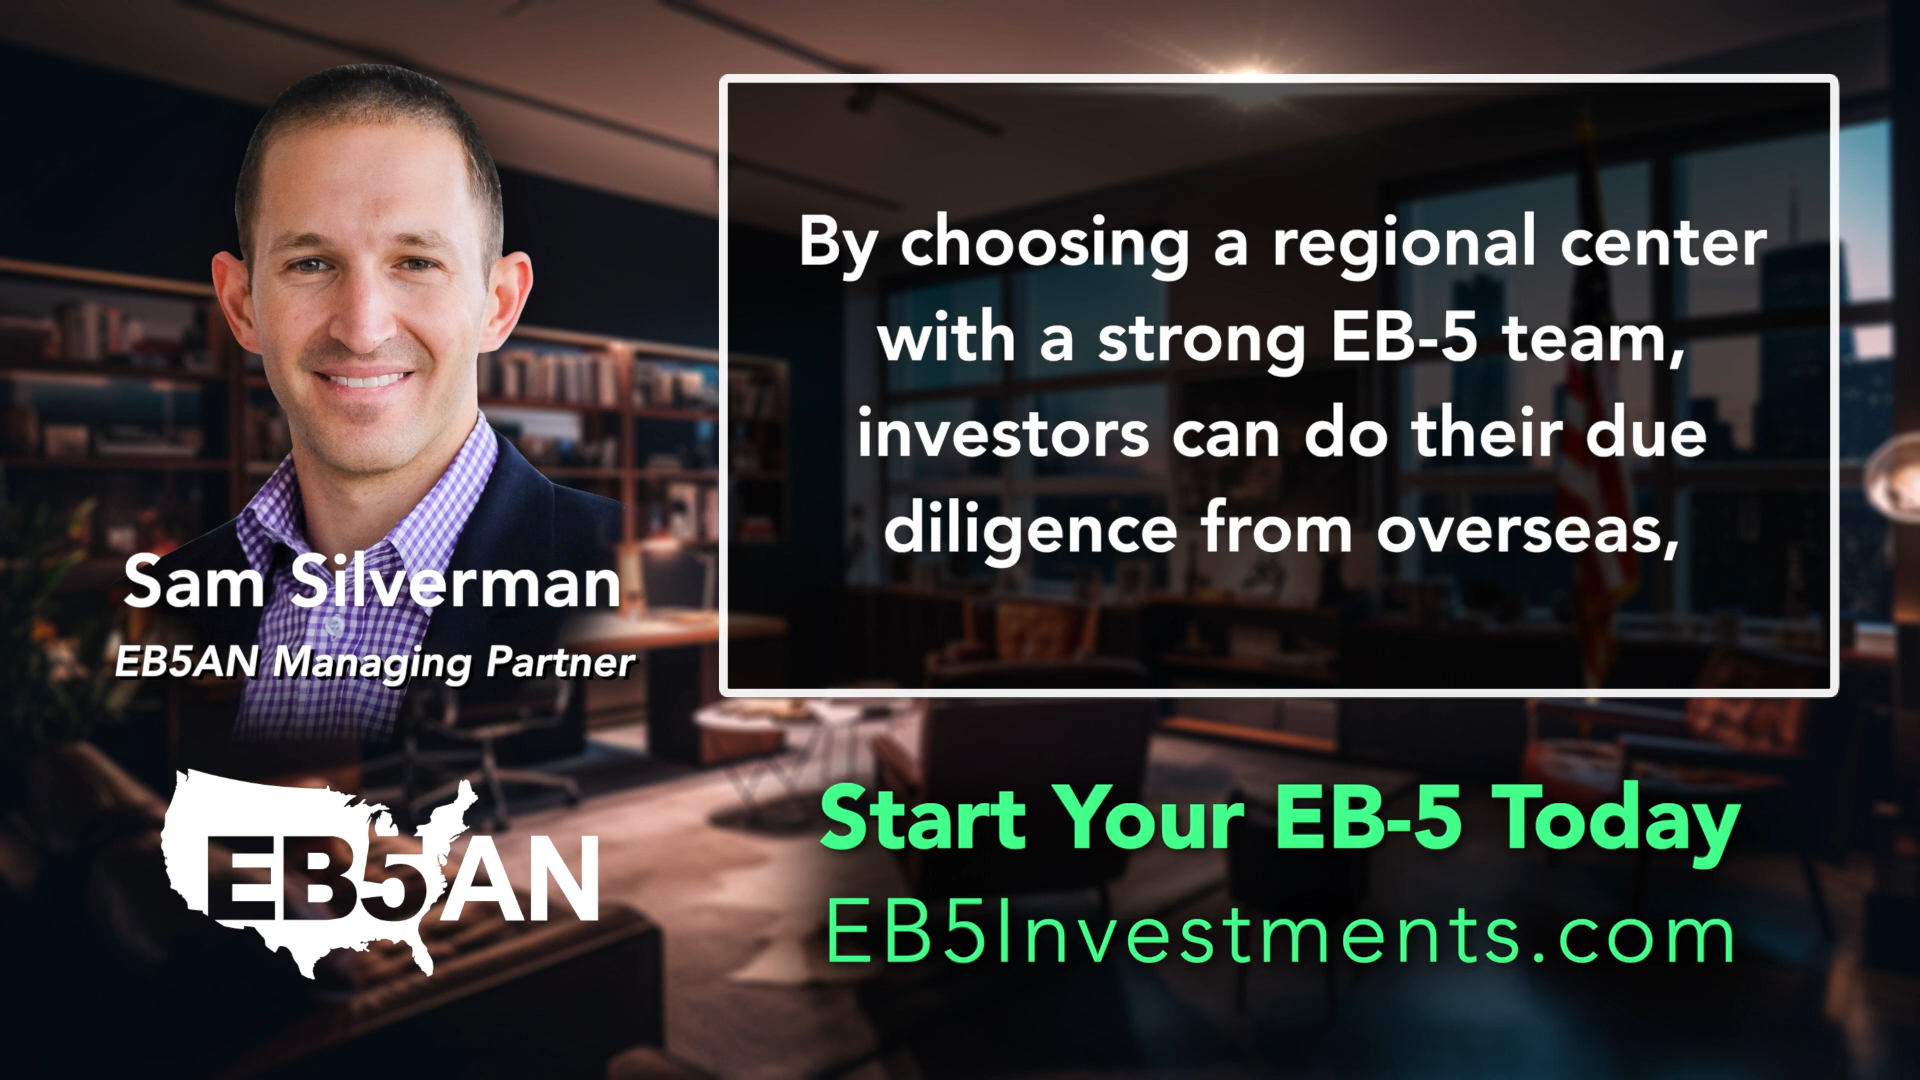 By choosing a regional center
with a strong EB-5 team,
investors can do their due
diligence from overseas,
Sam Silverman
EB5AN Managing Partner
EB5AN
Start Your EB-5 Today
EB5Investments.com